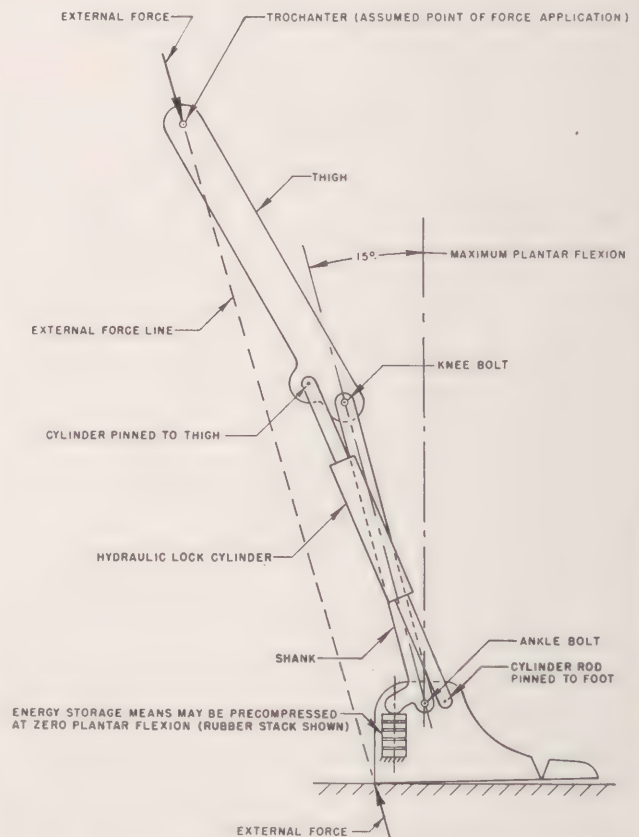 EXTERNAL FORCE
TROCHANTER (ASSUMED POINT OF FORCE APPLICATION)
THIGH
15°
MAXIMUM PLANTAR FLEXION
EXTERNAL FORCE LINE
KNEE BOLT
CYLINDER PINNED TO THIGH
HYDRAULIC LOCK CYLINDER
ANKLE BOLT
SHANK
CYLINDER ROD
PINNED TO FOOT
ENERGY STORAGE MEANS MAY BE PRECOMPRESSED
AT ZERO PLANTAR FLEXION (RUBBER STACK SHOWN)
EXTERNAL FORCE